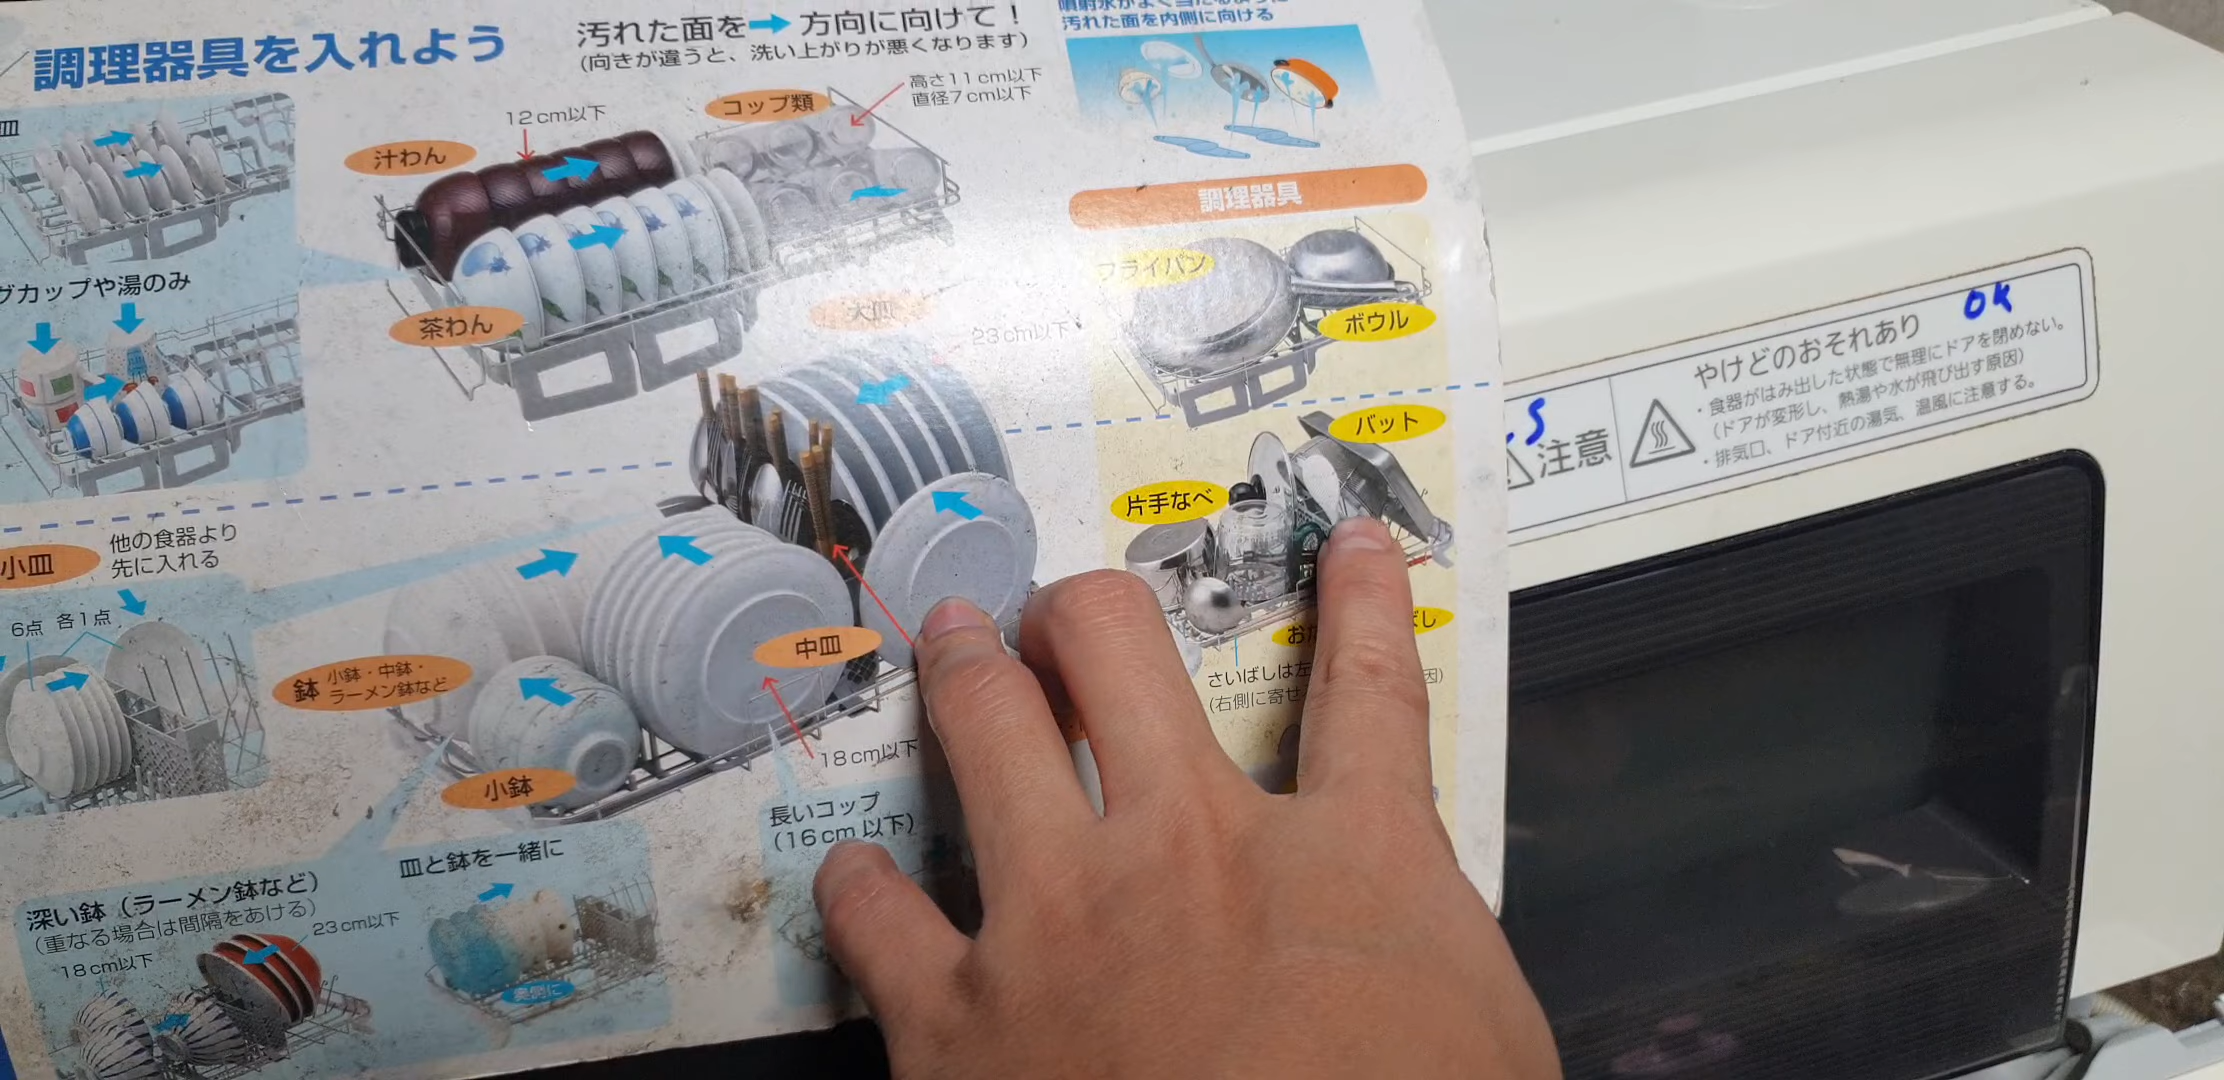 調理器具を入れよう
汚れた面を➡方向に向けて！
(向きが違うと、洗い上がりが悪くなります)
汚れた面を内側に向ける
皿
12cm以下
汁わん
コップ類
高さ11cm以下
直径7cm以下
茶わん
グカップや湯のみ
大皿
23cm以下
調理器具
フライパン
ボウル
バット
片手なべ
さいばしは左
(右側に寄せ
因)
ばし
小皿
他の食器より
先に入れる
6点 各1点
鉢 小鉢・中鉢・
ラーメン鉢など
中皿
18cm以下
小鉢
長いコップ
(16cm以下)
皿と鉢を一緒に
奥側に
深い鉢（ラーメン鉢など）
(重なる場合は間隔をあける)
23cm以下
18cm以下
OK
S
注意
やけどのおそれあり
・食器がはみ出した状態で無理にドアを閉めない。
(ドアが変形し、熱湯や水が飛び出す原因)
・排気口、ドア付近の湯気、温風に注意する。